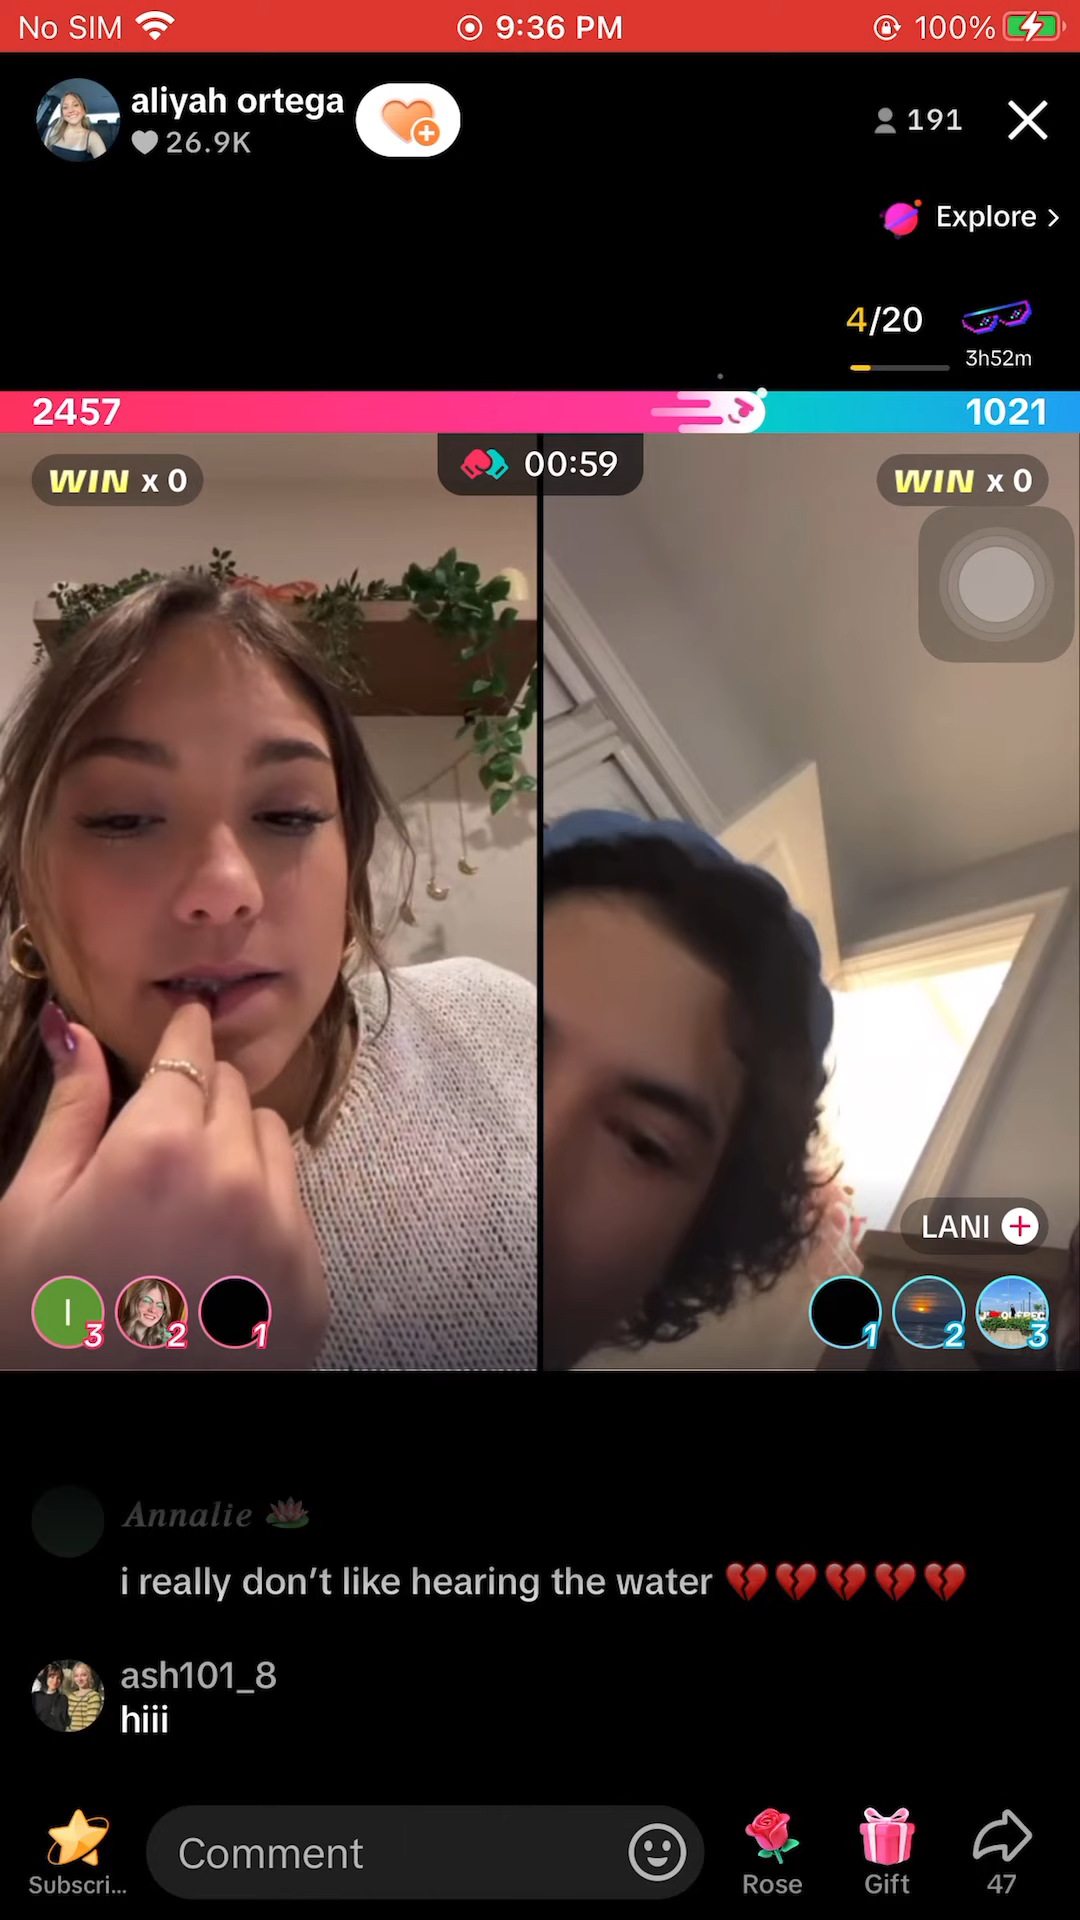 No SIM 9:36 PM 100%
aliyah ortega
26.9K
191
Explore >
4/20
3h52m
2457 1021
WIN x 0 00:59 WIN x 0
LANI
I 3 2 1 1 2 3
Annalie 🪷
i really don’t like hearing the water 💔💔💔💔💔
ash101_8
hiii
Subscri... Comment Rose Gift 47